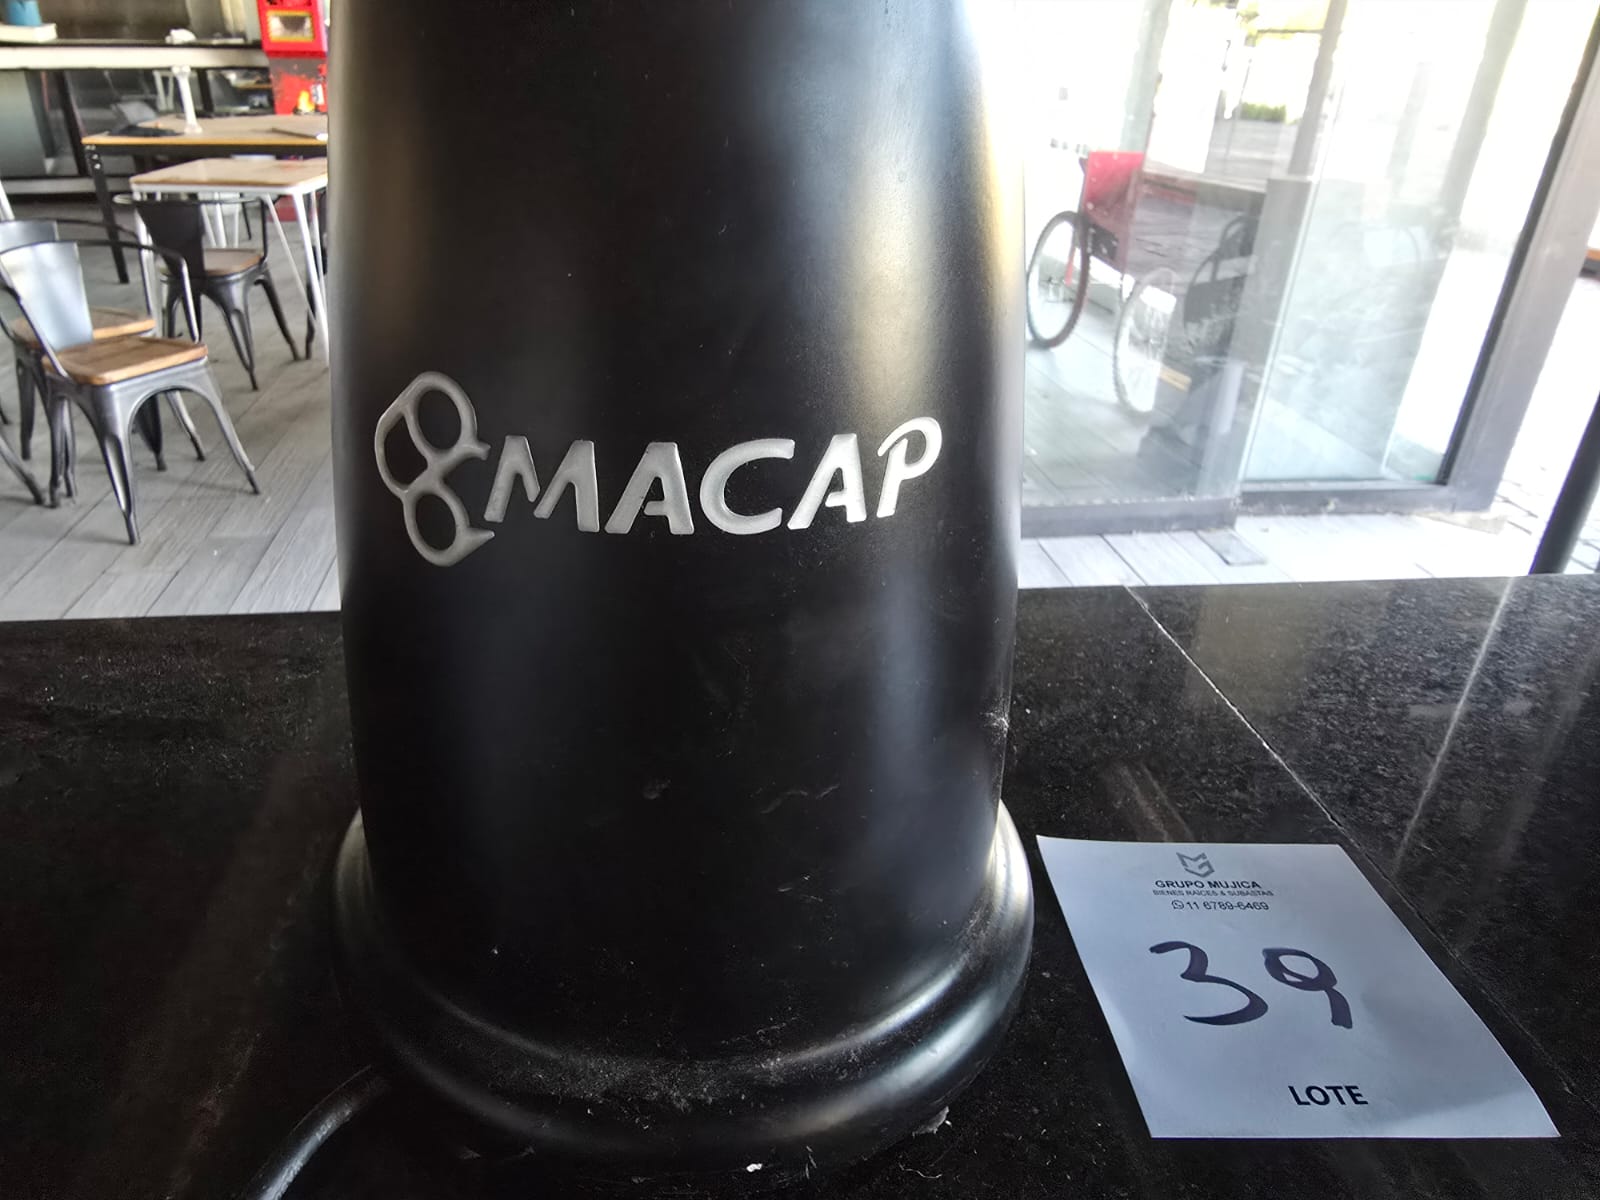 MACAP
GRUPO MUJICA
BIENES RAICES & SUBASTAS
11 6789-6469
39
LOTE